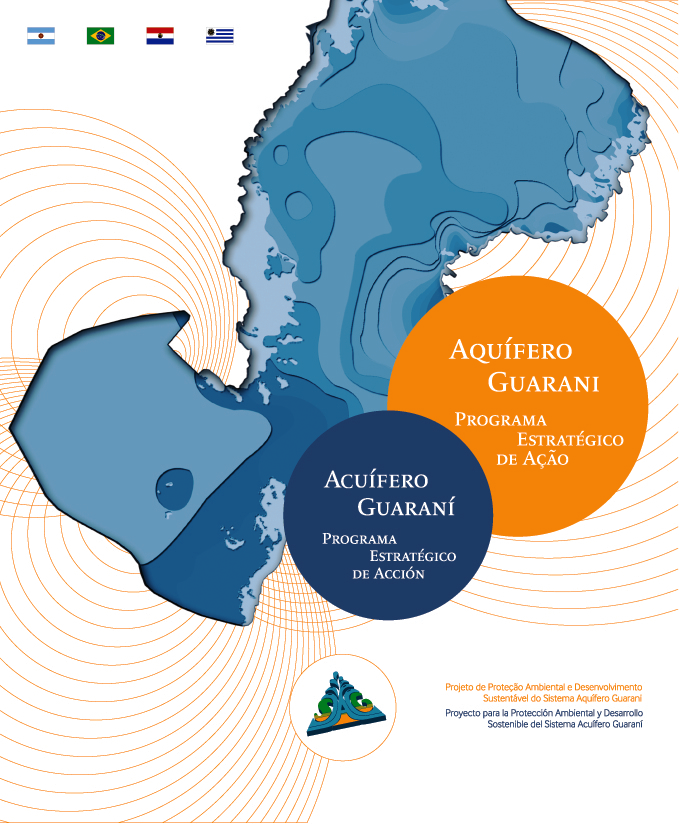 Aquífero
Guarani
Programa
Estratégico
de Ação
Acuífero
Guaraní
Programa
Estratégico
de Acción
Projeto de Proteção Ambiental e Desenvolvimento
Sustentável do Sistema Aquífero Guarani
Proyecto para la Protección Ambiental y Desarrollo
Sostenible del Sistema Acuífero Guaraní